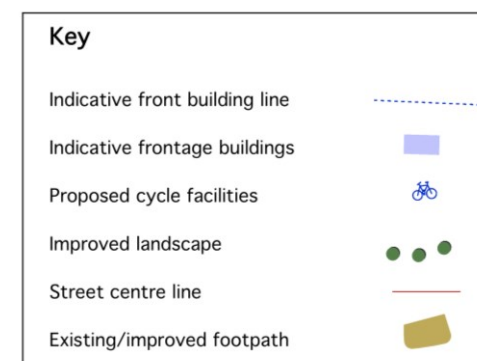 Key
Indicative front building line
Indicative frontage buildings
Proposed cycle facilities
Improved landscape
Street centre line
Existing/improved footpath